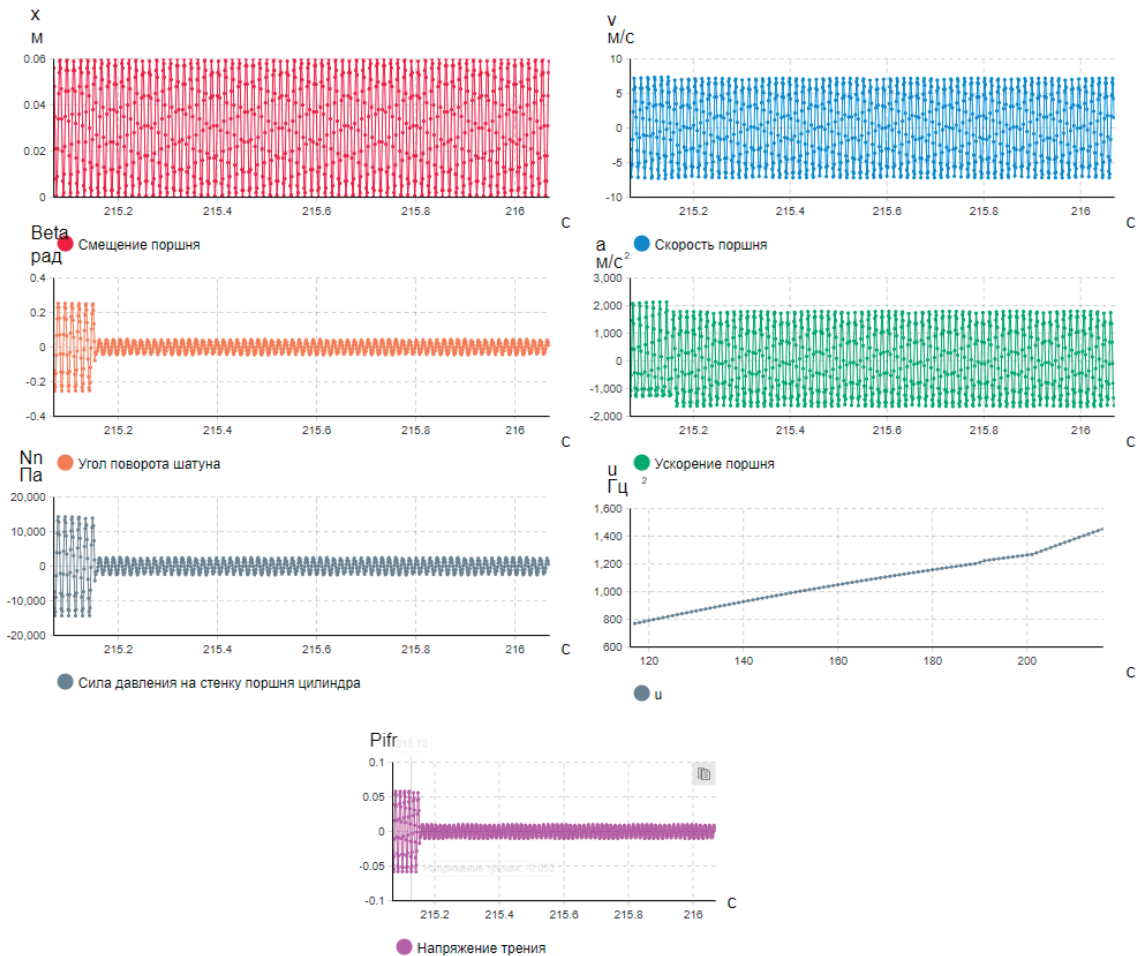 x
м
0.06
0.04
0.02
0
215.2
215.4
215.6
215.8
216
с
Смещение поршня
v
м/с
10
5
0
-5
-10
215.2
215.4
215.6
215.8
216
с
Скорость поршня
Beta
рад
0.4
0.2
0
-0.2
-0.4
215.2
215.4
215.6
215.8
216
с
Угол поворота шатуна
a
м/с²
3,000
2,000
1,000
0
-1,000
-2,000
215.2
215.4
215.6
215.8
216
с
Ускорение поршня
Nn
Па
20,000
10,000
0
-10,000
-20,000
215.2
215.4
215.6
215.8
216
с
Сила давления на стенку поршня цилиндра
u
Гц ²
1,600
1,400
1,200
1,000
800
600
120
140
160
180
200
с
u
Pifr
215.13
0.1
0.05
0
-0.05
-0.1
Напряжение трения: -0.055
215.2
215.4
215.6
215.8
216
с
Напряжение трения